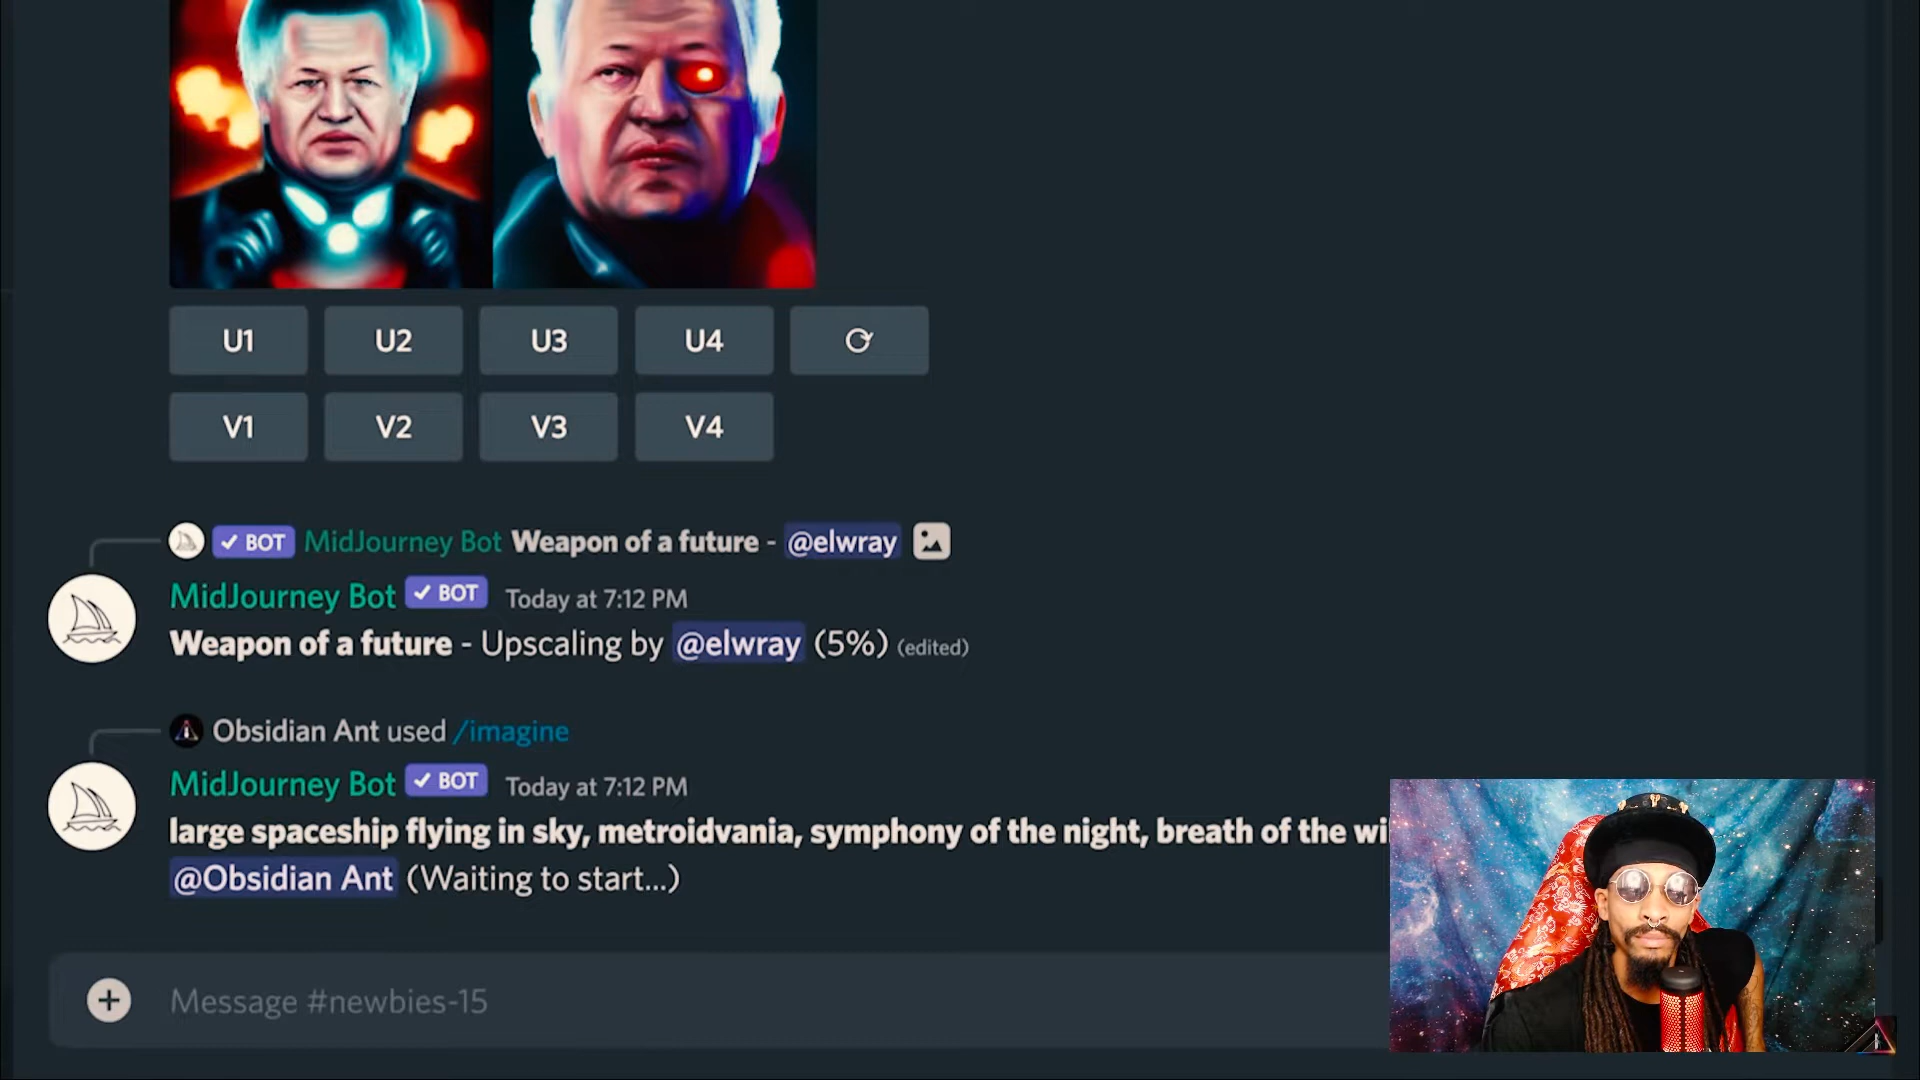 U1 U2 U3 U4
V1 V2 V3 V4
BOT MidJourney Bot Weapon of a future - @elwray
MidJourney Bot BOT Today at 7:12 PM
Weapon of a future - Upscaling by @elwray (5%) (edited)
Obsidian Ant used /imagine
MidJourney Bot BOT Today at 7:12 PM
large spaceship flying in sky, metroidvania, symphony of the night, breath of the wi
@Obsidian Ant (Waiting to start...)
Message #newbies-15